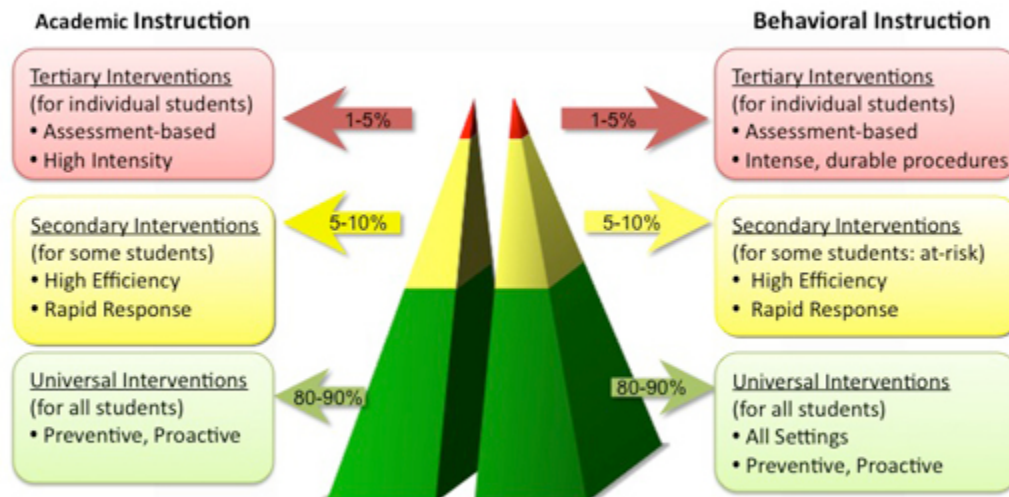 Academic Instruction
Tertiary Interventions
(for individual students)
• Assessment-based
• High Intensity
1-5%
Secondary Interventions
(for some students)
• High Efficiency
• Rapid Response
5-10%
Universal Interventions
(for all students)
• Preventive, Proactive
80-90%
Behavioral Instruction
1-5%
Tertiary Interventions
(for individual students)
• Assessment-based
• Intense, durable procedures
5-10%
Secondary Interventions
(for some students: at-risk)
• High Efficiency
• Rapid Response
80-90%
Universal Interventions
(for all students)
• All Settings
• Preventive, Proactive